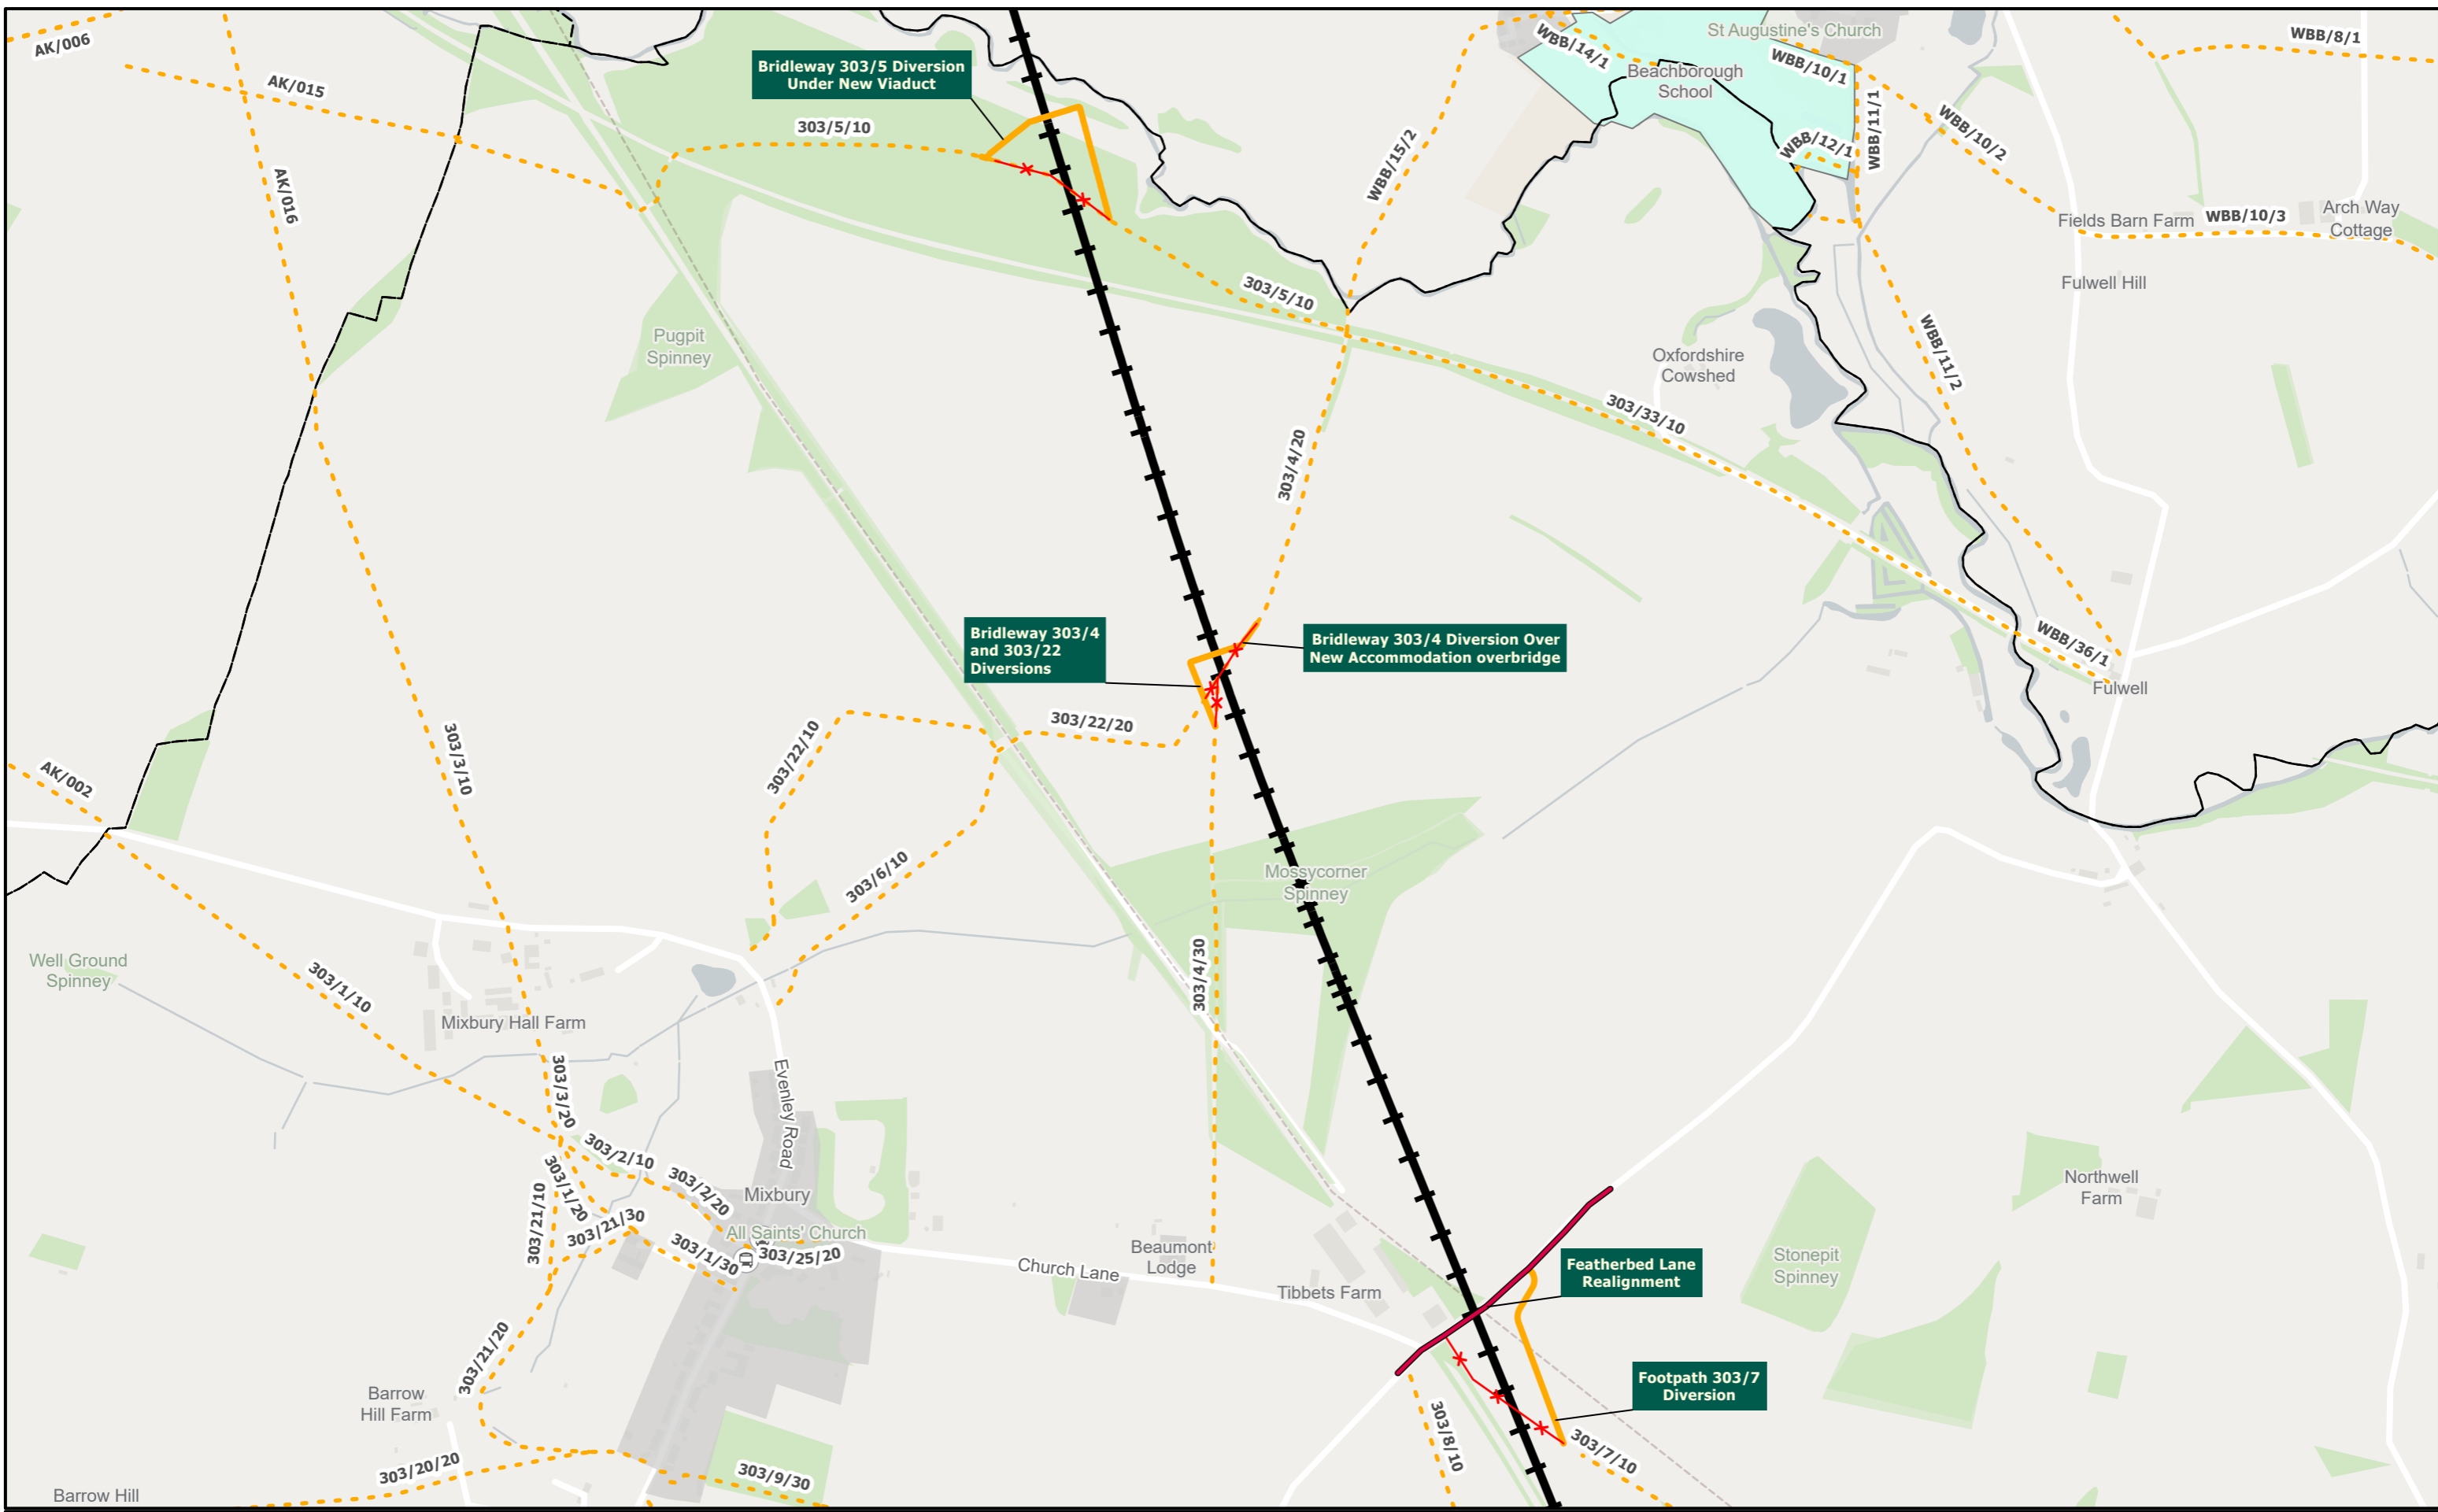 AK/006
AK/015
AK/016
Bridleway 303/5 Diversion
Under New Viaduct
303/5/10
WBB/14/1
St Augustine's Church
Beachborough
School
WBB/10/1
WBB/8/1
WBB/11/1
WBB/12/1
WBB/10/2
WBB/15/2
Fields Barn Farm
WBB/10/3
Arch Way
Cottage
Fulwell Hill
303/5/10
Pugpit
Spinney
Oxfordshire
Cowshed
WBB/11/2
303/33/10
303/4/20
Bridleway 303/4
and 303/22
Diversions
Bridleway 303/4 Diversion Over
New Accommodation overbridge
WBB/36/1
Fulwell
303/22/20
303/22/10
303/3/10
AK/002
303/6/10
Mossycorner
Spinney
Well Ground
Spinney
303/1/10
303/4/30
Mixbury Hall Farm
303/3/20
Evenley Road
303/2/10
303/2/20
303/1/20
303/21/10
303/21/30
Mixbury
All Saints' Church
303/1/30
303/25/20
Church Lane
Beaumont
Lodge
Tibbets Farm
Northwell
Farm
Stonepit
Spinney
Featherbed Lane
Realignment
Footpath 303/7
Diversion
303/21/20
Barrow
Hill Farm
303/8/10
303/7/10
303/20/20
303/9/30
Barrow Hill